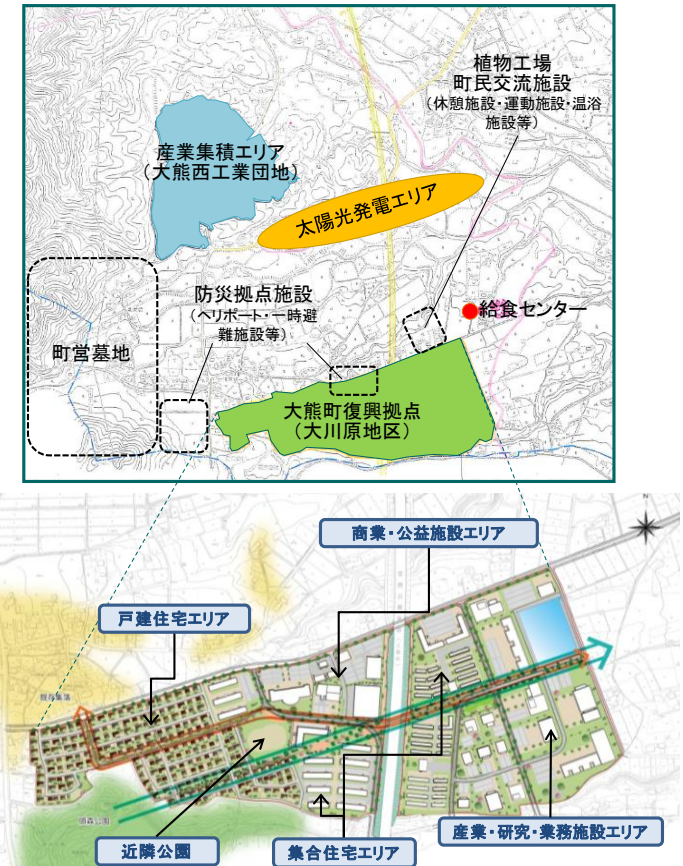 植物工場
町民交流施設
（休憩施設・運動施設・温浴
施設等）
産業集積エリア
（大熊西工業団地）
太陽光発電エリア
防災拠点施設
（ヘリポート・一時避
難施設等）
給食センター
町営墓地
大熊町復興拠点
（大川原地区）
商業・公益施設エリア
N
戸建住宅エリア
既存集落
近隣公園
集合住宅エリア
産業・研究・業務施設エリア